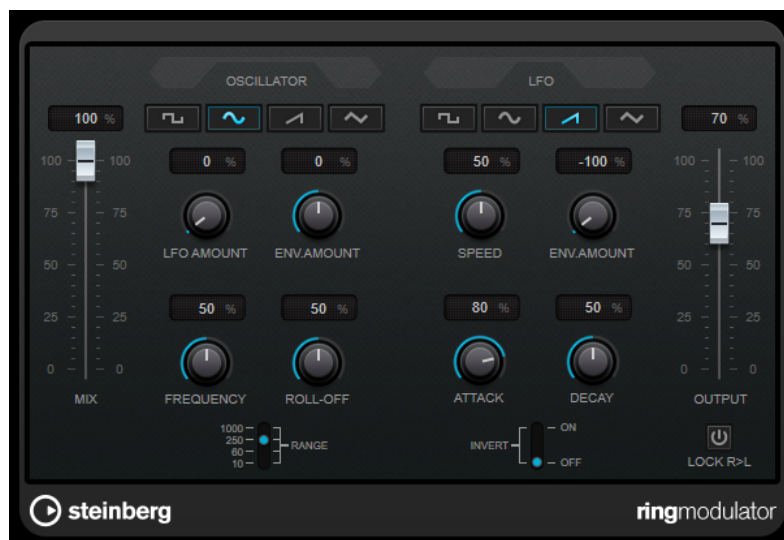 OSCILLATOR
LFO
100 %
70 %
0 %
0 %
50 %
-100 %
100 100
75 75
50 50
25 25
0 0
100 100
75 75
50 50
25 25
0 0
LFO AMOUNT
ENV.AMOUNT
SPEED
ENV.AMOUNT
50 %
50 %
80 %
50 %
MIX
FREQUENCY
ROLL-OFF
ATTACK
DECAY
OUTPUT
1000
250
60
10
RANGE
INVERT
ON
OFF
LOCK R>L
steinberg
ringmodulator